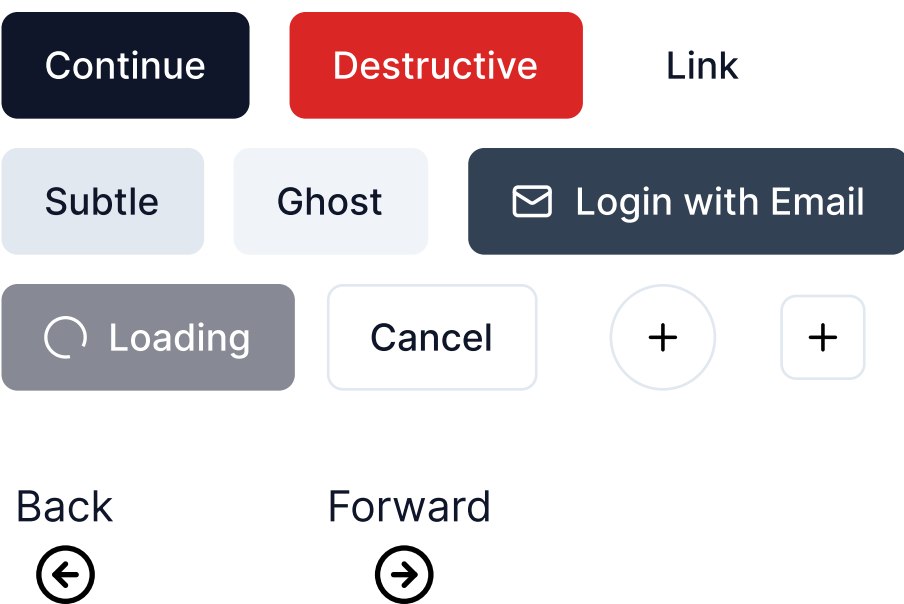 Continue Destructive Link
Subtle Ghost Login with Email
Loading Cancel
Back Forward